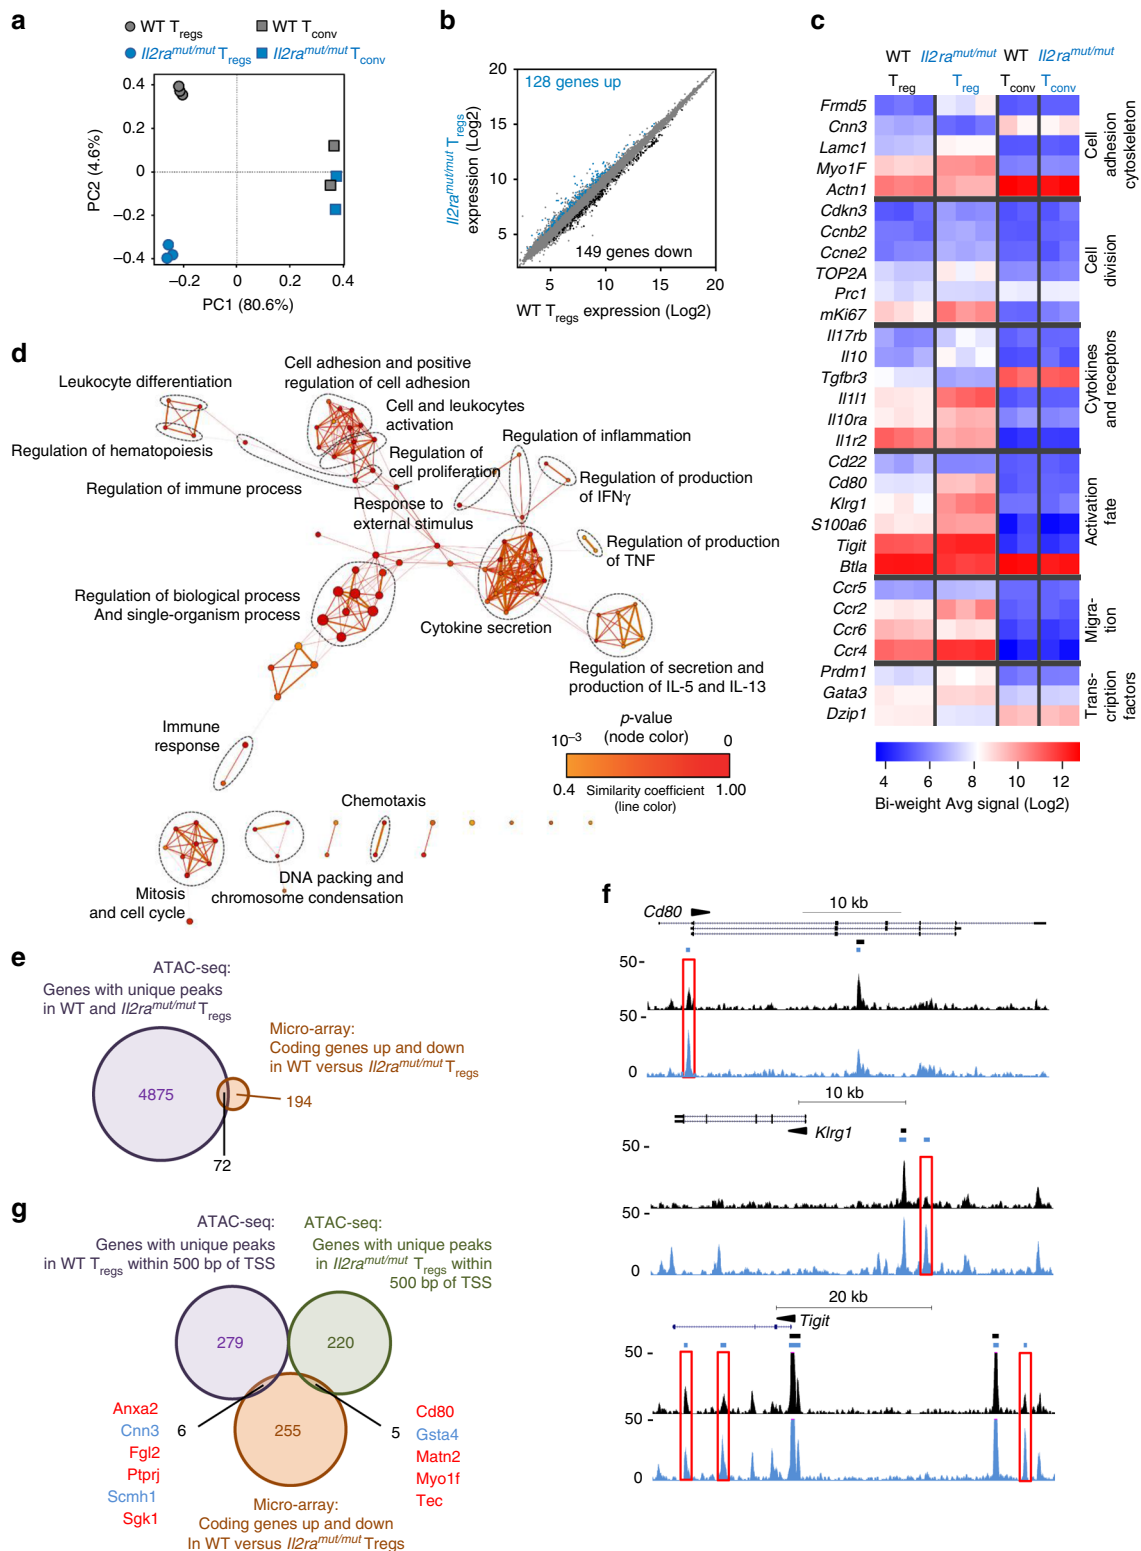 a
WT Tregs
WT Tconv
Il2ramut/mut Tregs
Il2ramut/mut Tconv
0.4
0.2
0
–0.2
–0.4
PC2 (4.6%)
–0.2
0
0.2
0.4
PC1 (80.6%)
b
20
15
10
5
128 genes up
149 genes down
Il2ramut/mut Tregs
expression (Log2)
5
10
15
20
WT Tregs expression (Log2)
c
WT
Il2ramut/mut
WT
Il2ramut/mut
Treg
Treg
Tconv
Tconv
Frmd5
Cnn3
Lamc1
Myo1F
Actn1
Cell
adhesion
cytoskeleton
Cdkn3
Ccnb2
Ccne2
TOP2A
Prc1
mKi67
Cell
division
Il17rb
Il10
Tgfbr3
Il1l1
Il10ra
Il1r2
Cytokines
and receptors
Cd22
Cd80
Klrg1
S100a6
Tigit
Btla
Activation
fate
Ccr5
Ccr2
Ccr6
Ccr4
Migra-
tion
Prdm1
Gata3
Dzip1
Trans-
cription
factors
4
6
8
10
12
Bi-weight Avg signal (Log2)
d
Leukocyte differentiation
Cell adhesion and positive
regulation of cell adhesion
Cell and leukocytes
activation
Regulation of hematopoiesis
Regulation of
cell proliferation
Regulation of inflammation
Regulation of immune process
Response to
external stimulus
Regulation of production
of IFNγ
Regulation of production
of TNF
Regulation of biological process
And single-organism process
Cytokine secretion
Regulation of secretion and
production of IL-5 and IL-13
Immune
response
p-value
(node color)
10–3
0
0.4
Similarity coefficient
(line color)
1.00
Chemotaxis
DNA packing and
chromosome condensation
Mitosis
and cell cycle
e
ATAC-seq:
Genes with unique peaks
in WT and Il2ramut/mut Tregs
Micro-array:
Coding genes up and down
in WT versus Il2ramut/mut Tregs
4875
194
72
f
Cd80
10 kb
50
50
0
10 kb
Klrg1
50
50
0
20 kb
Tigit
50
50
0
g
ATAC-seq:
Genes with unique peaks
in WT Tregs within 500 bp of TSS
ATAC-seq:
Genes with unique peaks
in Il2ramut/mut Tregs within
500 bp of TSS
279
220
255
6
5
Anxa2
Cnn3
Fgl2
Ptprj
Scmh1
Sgk1
Cd80
Gsta4
Matn2
Myo1f
Tec
Micro-array:
Coding genes up and down
In WT versus Il2ramut/mut Tregs